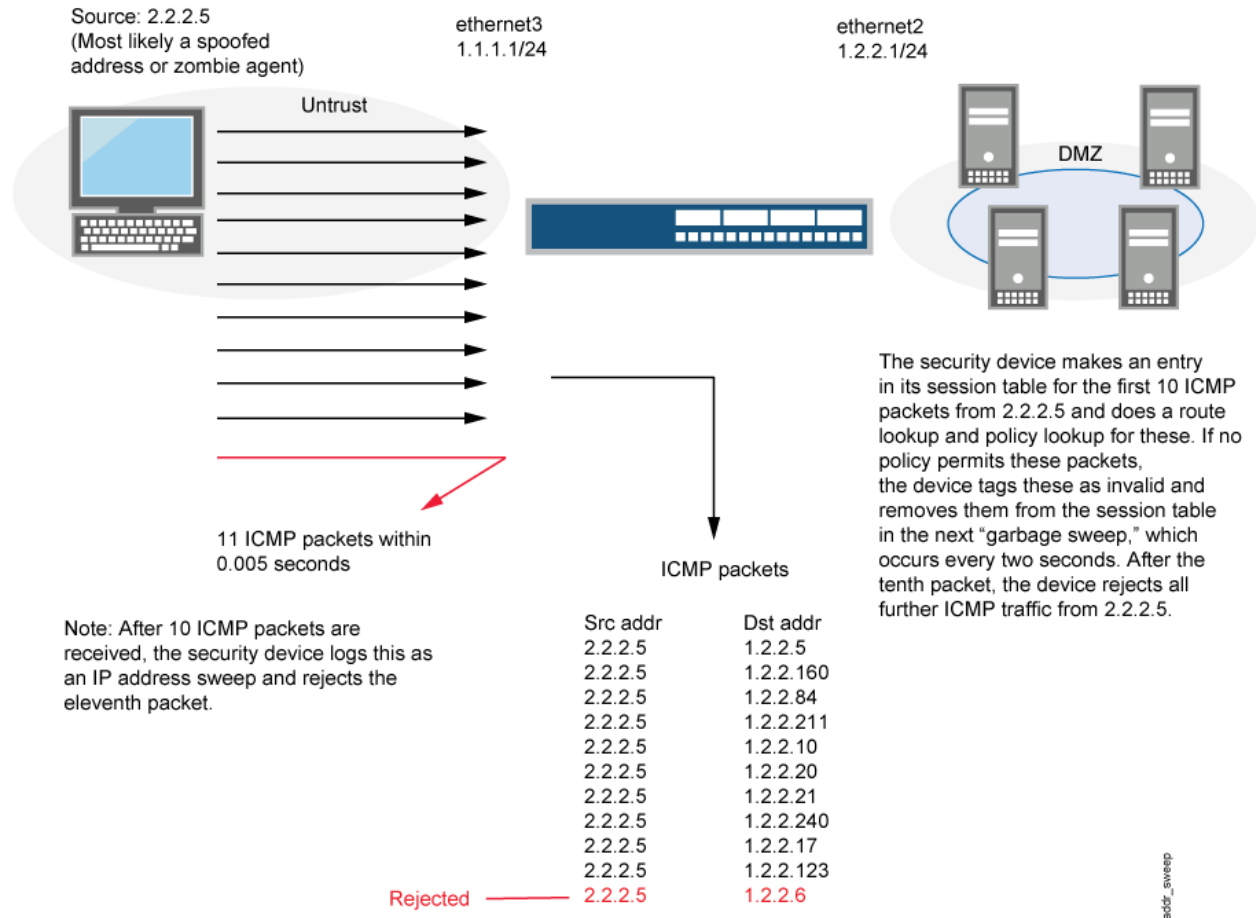 Source: 2.2.2.5
(Most likely a spoofed
address or zombie agent)
ethernet3
1.1.1.1/24
ethernet2
1.2.2.1/24
Untrust
DMZ
The security device makes an entry
in its session table for the first 10 ICMP
packets from 2.2.2.5 and does a route
lookup and policy lookup for these. If no
policy permits these packets,
the device tags these as invalid and
removes them from the session table
in the next “garbage sweep,” which
occurs every two seconds. After the
tenth packet, the device rejects all
further ICMP traffic from 2.2.2.5.
11 ICMP packets within
0.005 seconds
Note: After 10 ICMP packets are
received, the security device logs this as
an IP address sweep and rejects the
eleventh packet.
ICMP packets
Src addr Dst addr
2.2.2.5 1.2.2.5
2.2.2.5 1.2.2.160
2.2.2.5 1.2.2.84
2.2.2.5 1.2.2.211
2.2.2.5 1.2.2.10
2.2.2.5 1.2.2.20
2.2.2.5 1.2.2.21
2.2.2.5 1.2.2.240
2.2.2.5 1.2.2.17
2.2.2.5 1.2.2.123
Rejected 2.2.2.5 1.2.2.6
addr_sweep